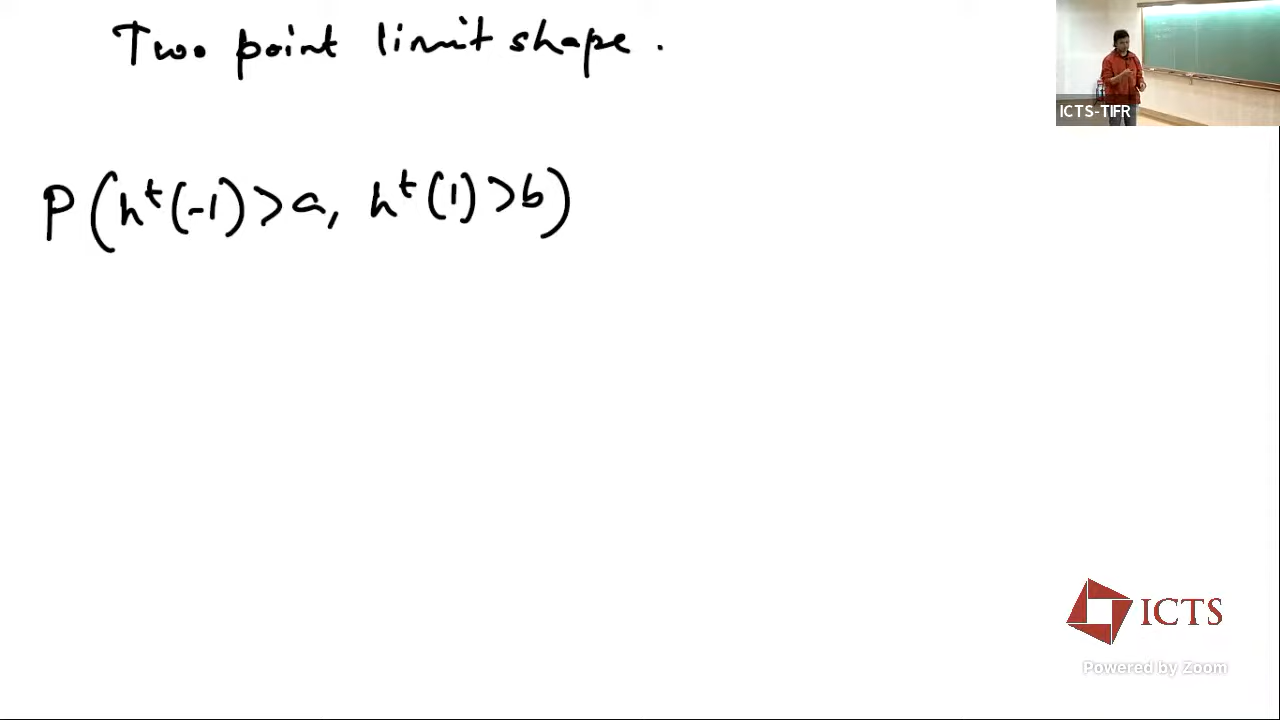 Two point limit shape.
ICTS-TIFR
P(h^t(-1) > a, h^t(1) > b)
ICTS
Powered by Zoom